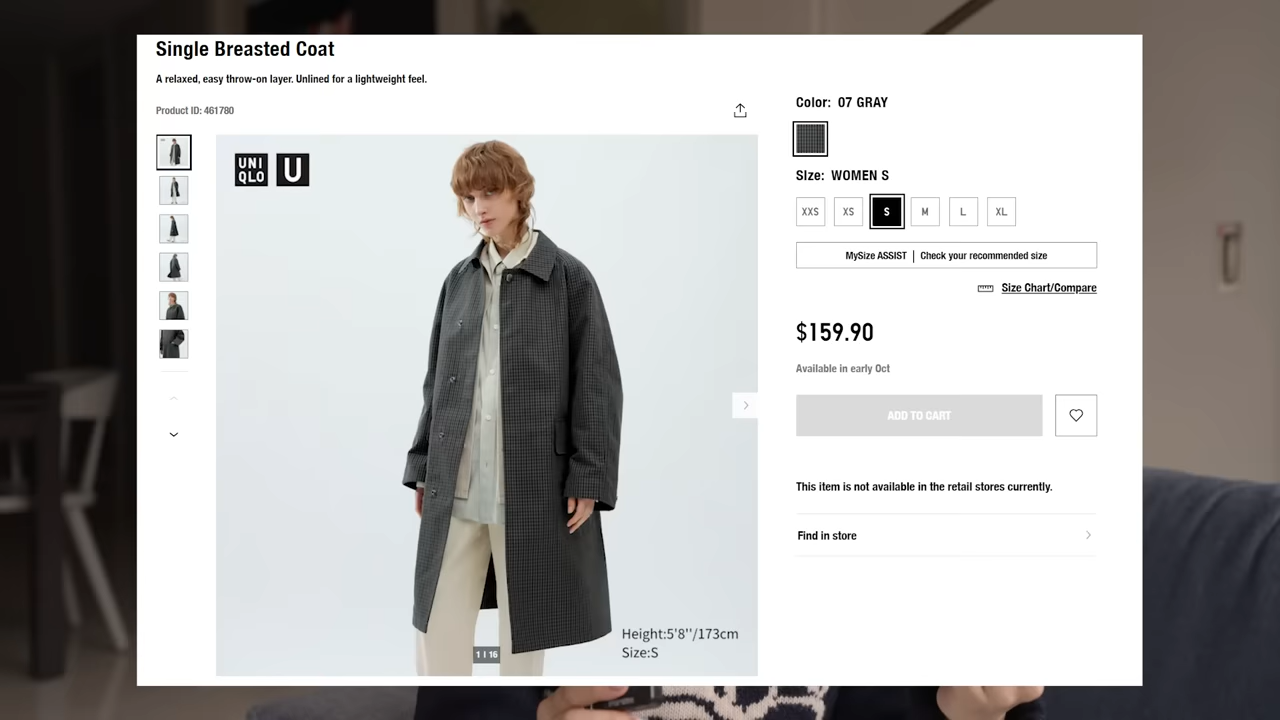 Single Breasted Coat
A relaxed, easy throw-on layer. Unlined for a lightweight feel.
Product ID: 461780
UNI
QLO
U
Height:5'8''/173cm
Size:S
1 | 16
Color: 07 GRAY
Size: WOMEN S
XXS XS S M L XL
MySize ASSIST | Check your recommended size
Size Chart/Compare
$159.90
Available in early Oct
ADD TO CART
This item is not available in the retail stores currently.
Find in store